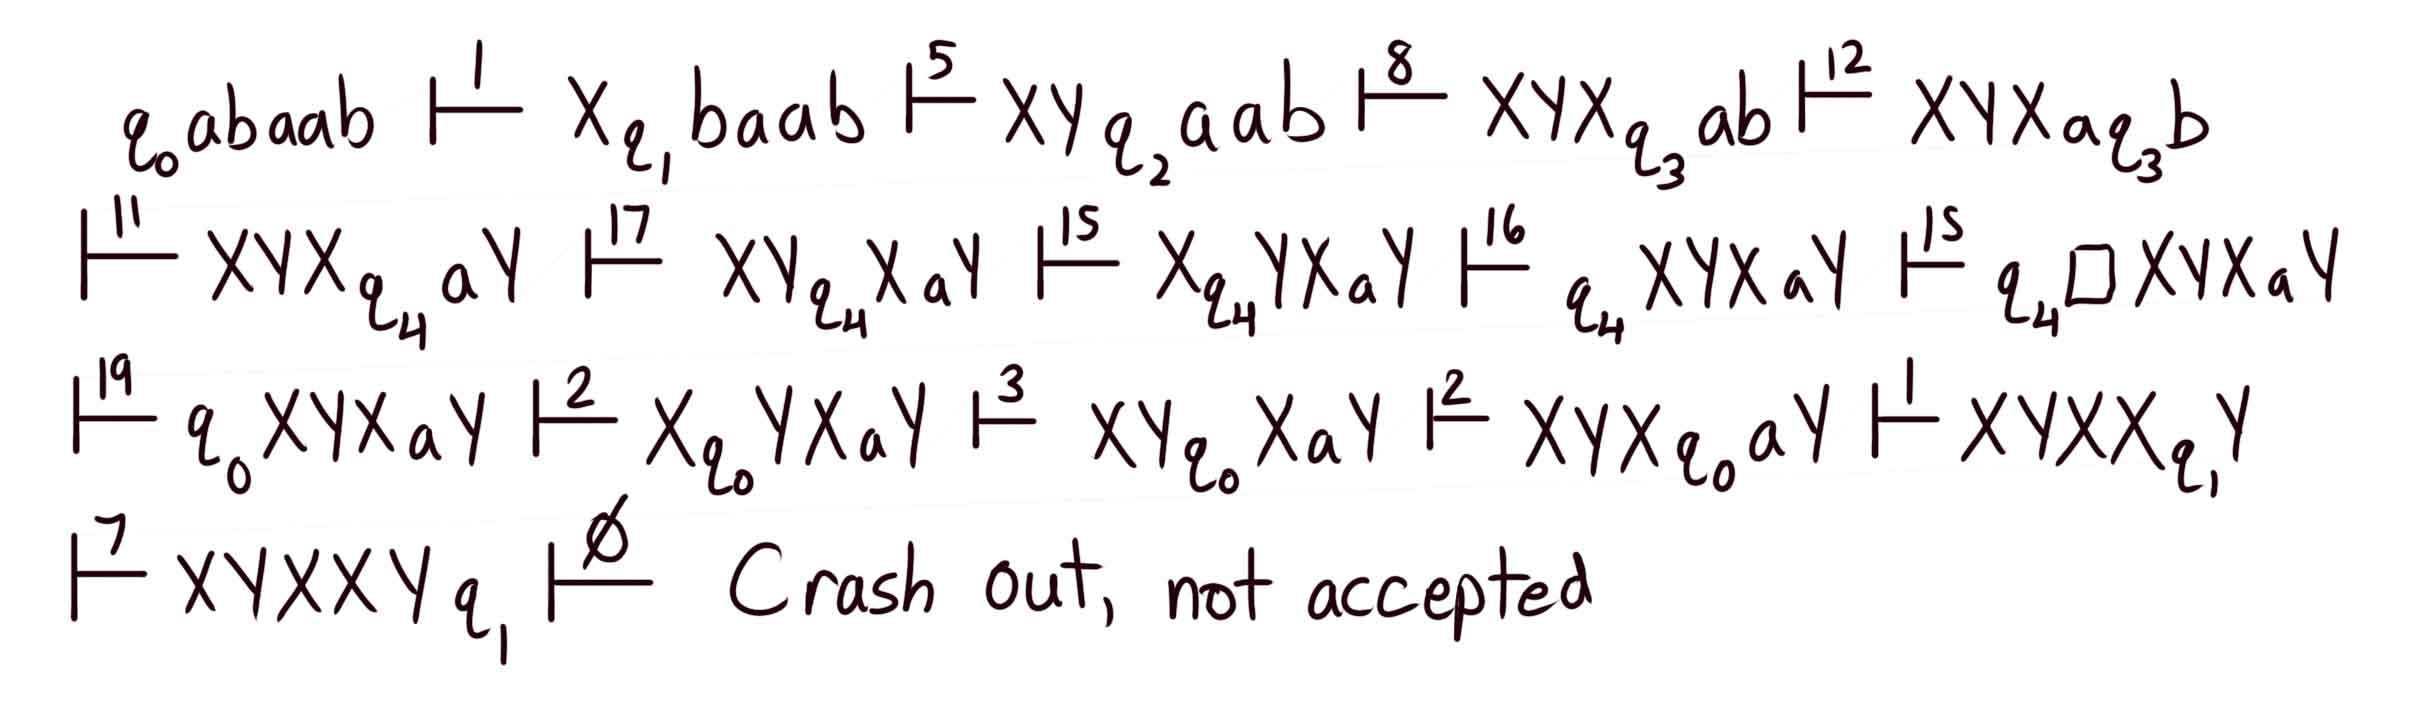 q₀abaab ⊢¹ Xq₁baab ⊢⁵ XYq₂aab ⊢⁸ XYXq₃ab ⊢¹² XYXaq₃b
⊢¹¹ XYXq₄aY ⊢¹⁷ XYq₄XaY ⊢¹⁵ Xq₄YXaY ⊢¹⁶ q₄XYXaY ⊢¹⁵ q₄□XYXaY
⊢¹⁹ q₀XYXaY ⊢² Xq₀YXaY ⊢³ XYq₀XaY ⊢² XYXq₀aY ⊢¹ XYXXq₁Y
⊢⁷ XYXXYq₁ ⊢^∅ Crash out, not accepted